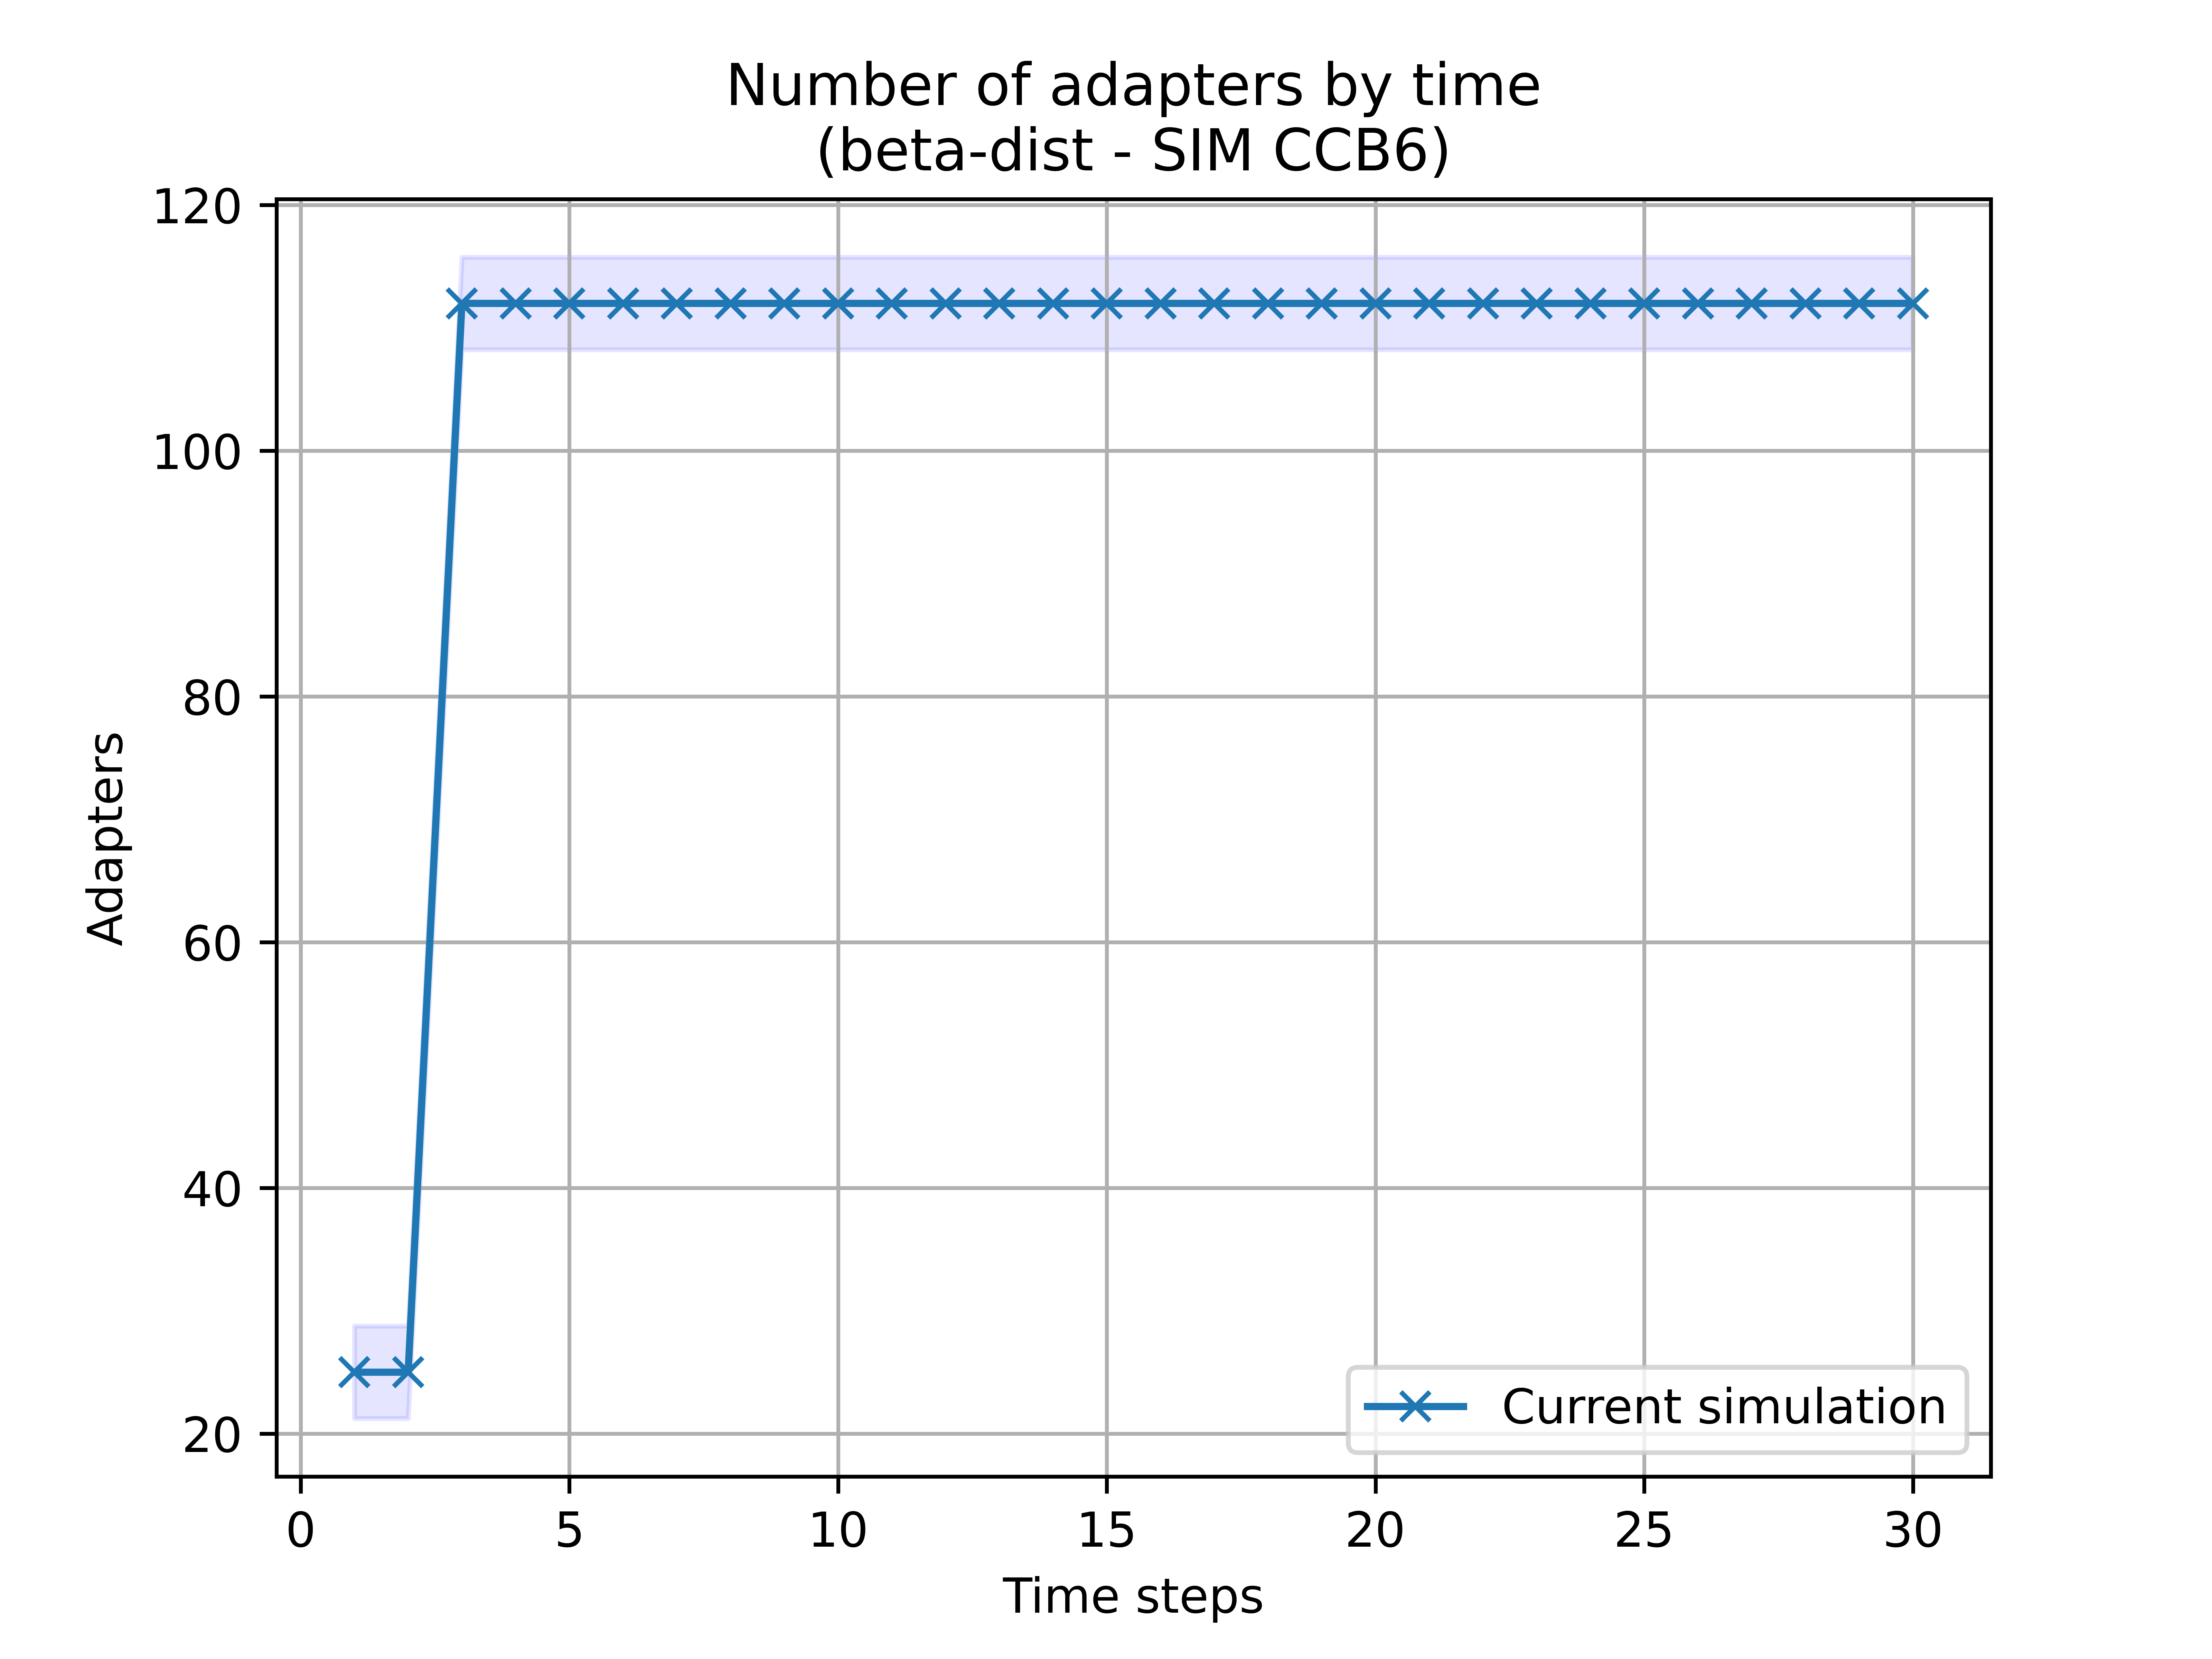 Number of adapters by time
(beta-dist - SIM CCB6)
120
100
80
60
40
20
Adapters
Current simulation
0 5 10 15 20 25 30
Time steps